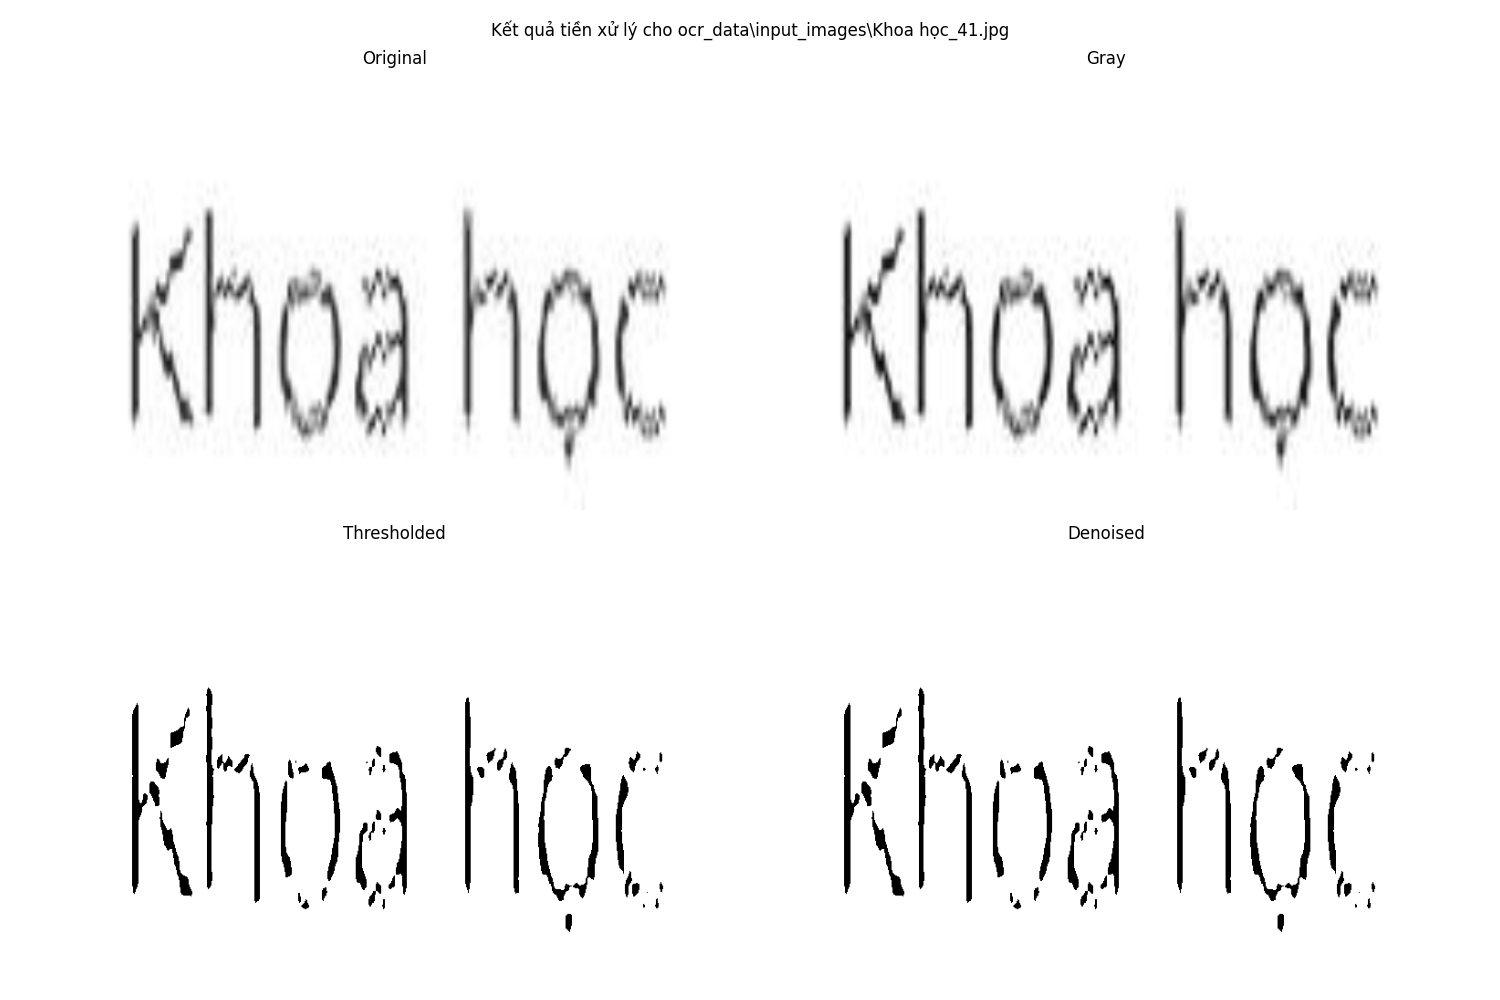 Kết quả tiền xử lý cho ocr_data\input_images\Khoa học_41.jpg
Original
Gray
Khoa học
Khoa học
Thresholded
Denoised
Khoa học
Khoa học